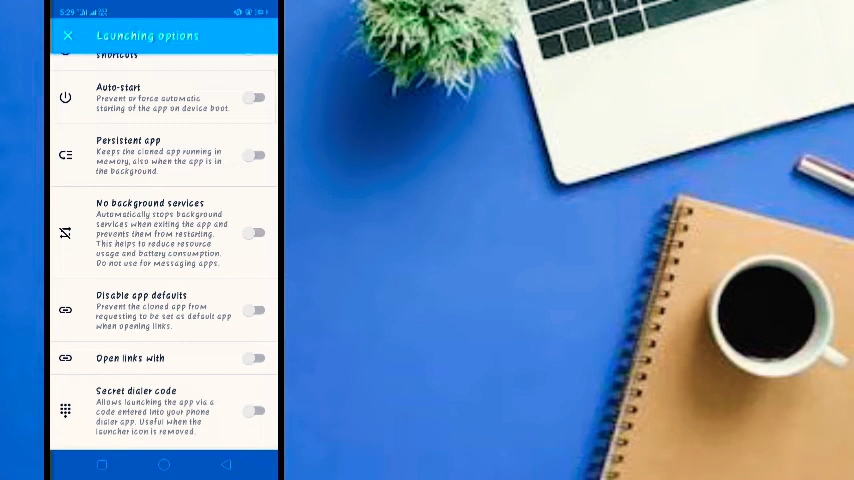 5:29
Launching options
shortcuts
Auto-start
Prevent or force automatic
starting of the app on device boot.
Persistent app
Keeps the cloned app running in
memory, also when the app is in
the background.
No background services
Automatically stops background
services when exiting the app and
prevents them from restarting.
This helps to reduce resource
usage and battery consumption.
Do not use for messaging apps.
Disable app defaults
Prevent the cloned app from
requesting to be set as default app
when opening links.
Open links with
Secret dialer code
Allows launching the app via a
code entered into your phone
dialer app. Useful when the
launcher icon is removed.